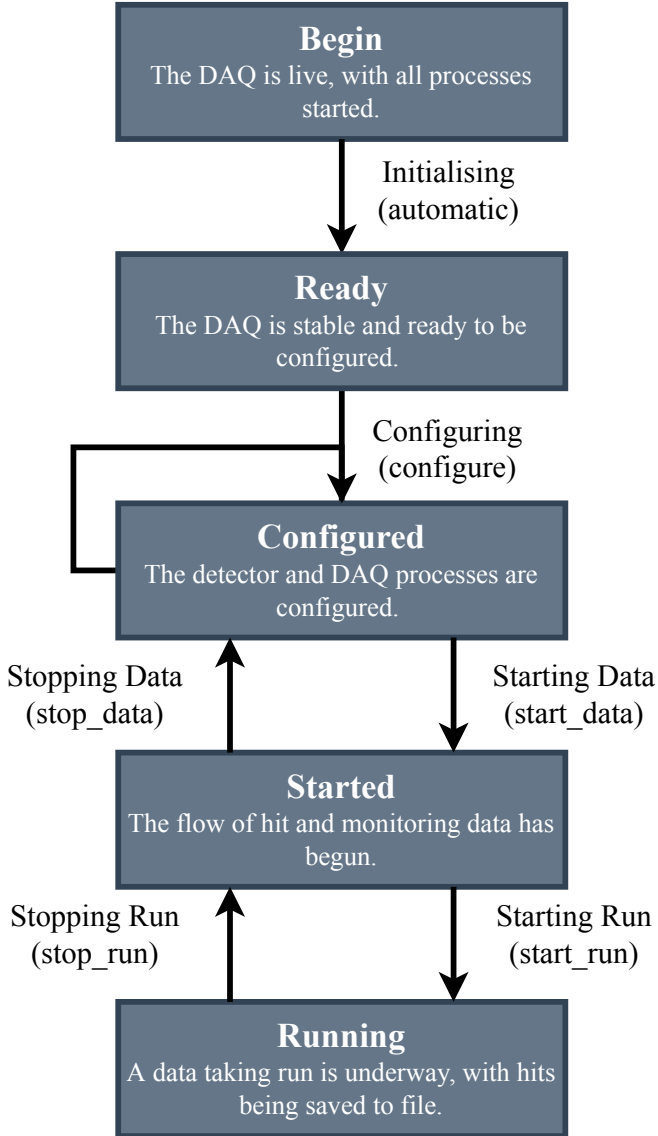 Begin
The DAQ is live, with all processes
started.
Initialising
(automatic)
Ready
The DAQ is stable and ready to be
configured.
Configuring
(configure)
Configured
The detector and DAQ processes are
configured.
Stopping Data
(stop_data)
Starting Data
(start_data)
Started
The flow of hit and monitoring data has
begun.
Stopping Run
(stop_run)
Starting Run
(start_run)
Running
A data taking run is underway, with hits
being saved to file.